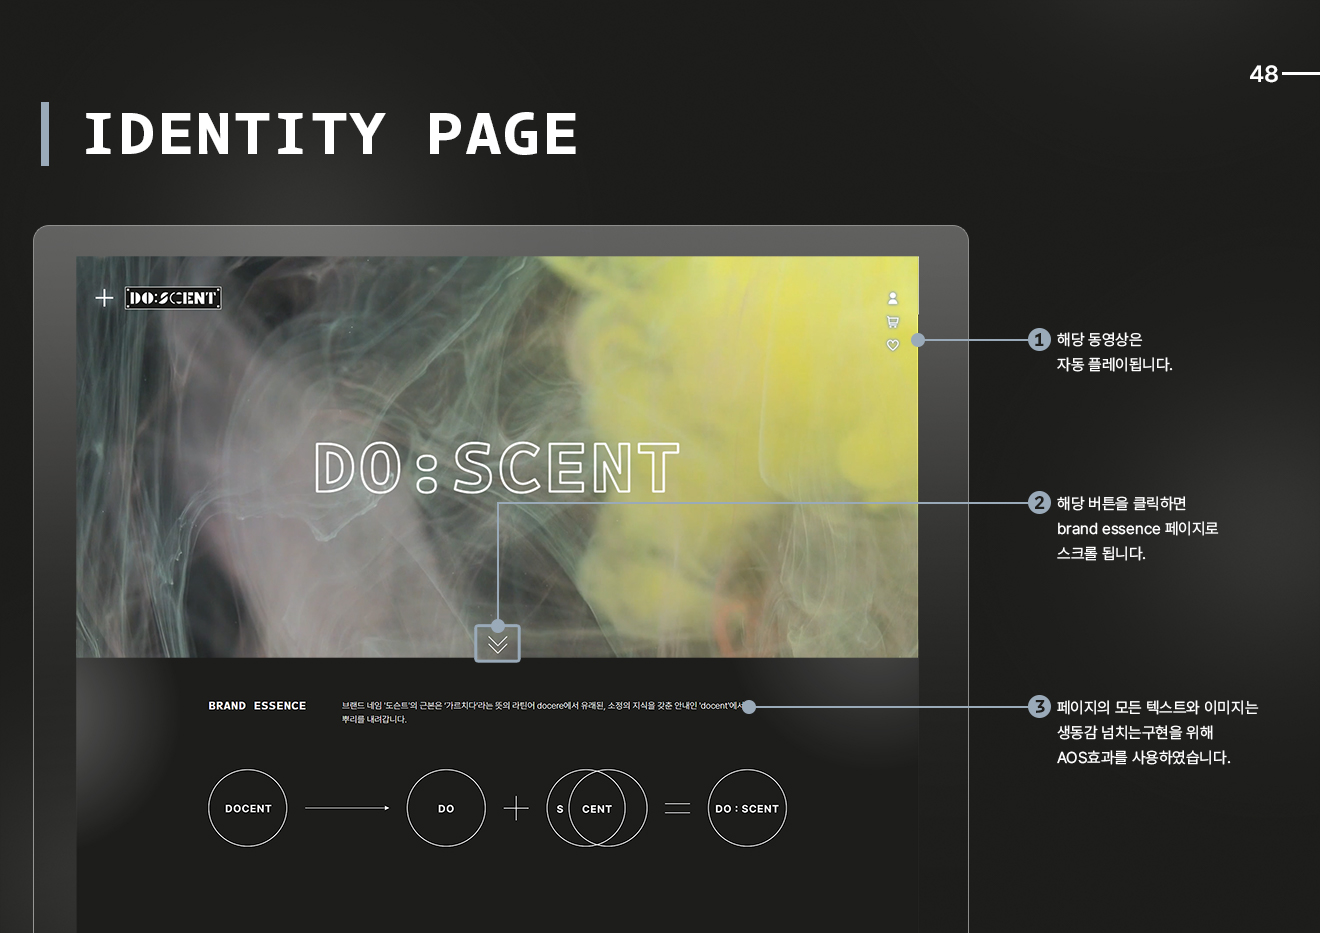 48
IDENTITY PAGE
DO:SCENT
DO:SCENT
1 해당 동영상은
자동 플레이됩니다.
2 해당 버튼을 클릭하면
brand essence 페이지로
스크롤 됩니다.
BRAND ESSENCE
브랜드 네임 '도슨트'의 근본은 '가르치다'라는 뜻의 라틴어 docere에서 유래된, 소정의 지식을 갖춘 안내인 'docent'에서
뿌리를 내려갑니다.
3 페이지의 모든 텍스트와 이미지는
생동감 넘치는구현을 위해
AOS효과를 사용하였습니다.
DOCENT
DO
S CENT
DO : SCENT